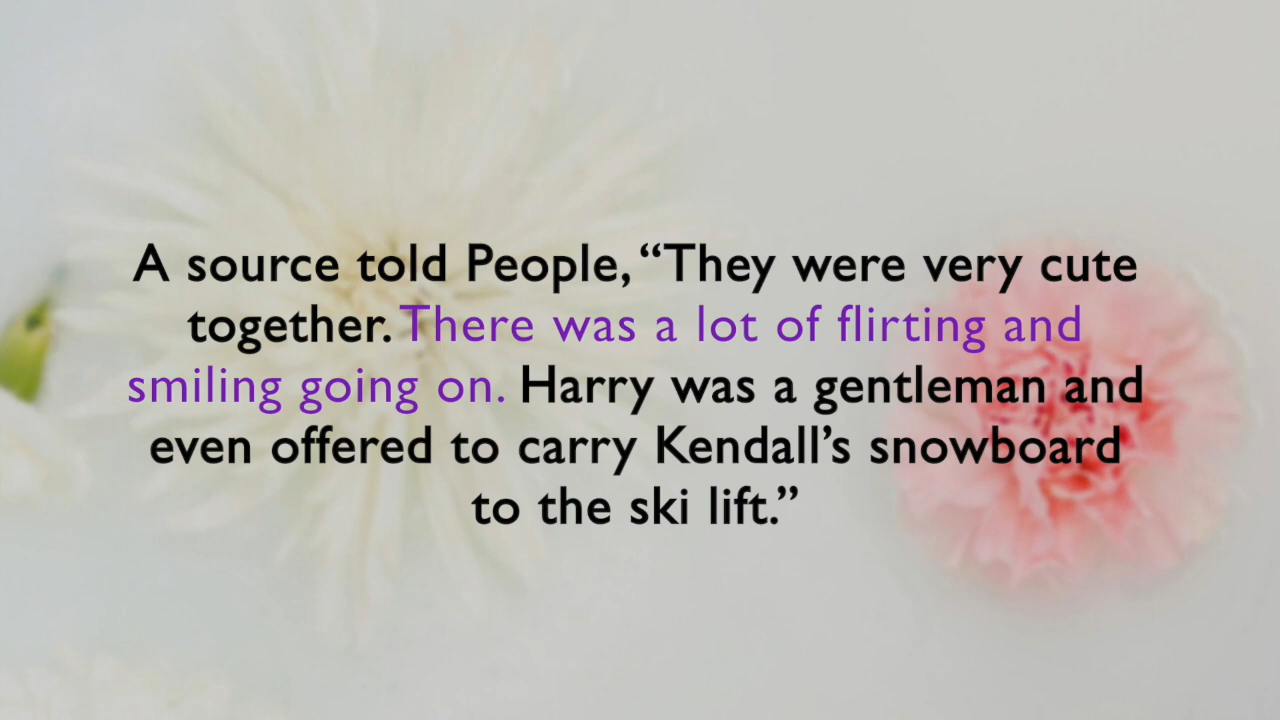 A source told People, “They were very cute
together. There was a lot of flirting and
smiling going on. Harry was a gentleman and
even offered to carry Kendall’s snowboard
to the ski lift.”